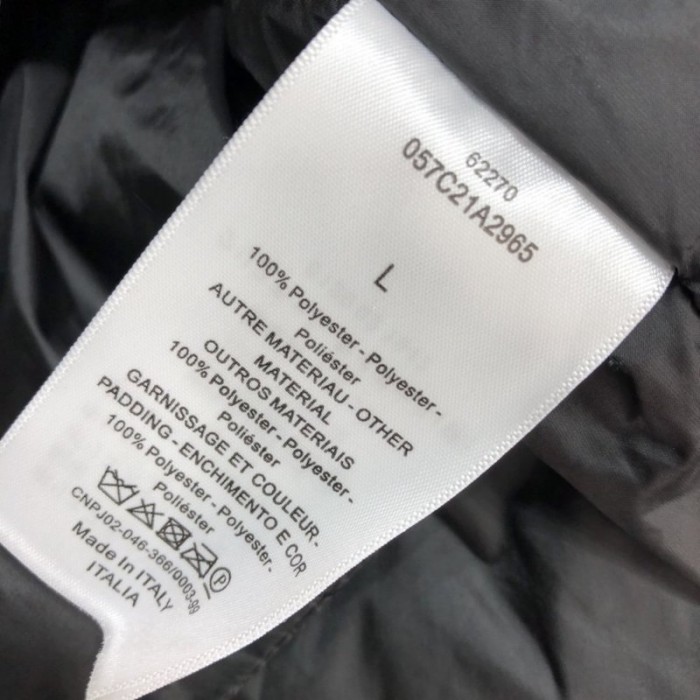 62270
057C21A2965
L
100% Polyester - Polyester -
Poliéster
AUTRE MATERIAU - OTHER
MATERIAL
OUTROS MATERIAIS
100% Polyester - Polyester -
Poliéster
GARNISSAGE ET COULEUR -
PADDING - ENCHIMENTO E COR
100% Polyester - Polyester -
Poliéster
P
CNPJ02-046-366/0003-99
Made In ITALY
ITALIA